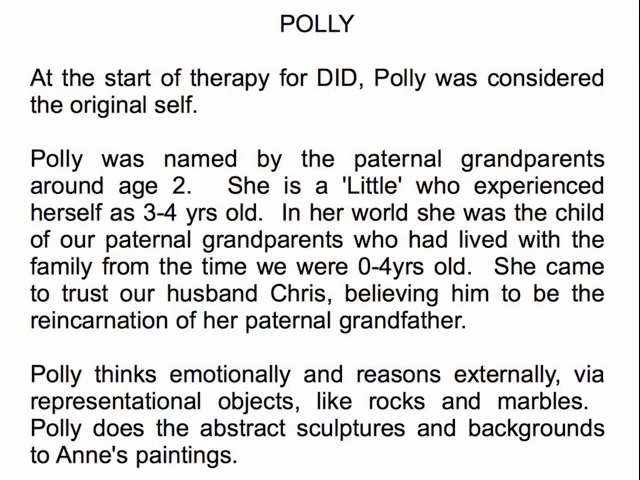 POLLY
At the start of therapy for DID, Polly was considered
the original self.
Polly was named by the paternal grandparents
around age 2.  She is a 'Little' who experienced
herself as 3-4 yrs old.  In her world she was the child
of our paternal grandparents who had lived with the
family from the time we were 0-4yrs old.  She came
to trust our husband Chris, believing him to be the
reincarnation of her paternal grandfather.
Polly thinks emotionally and reasons externally, via
representational objects, like rocks and marbles.
Polly does the abstract sculptures and backgrounds
to Anne's paintings.